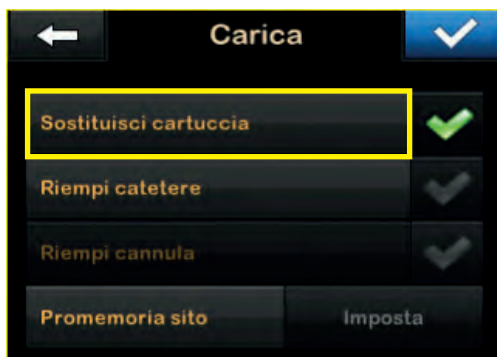 Carica
Sostituisci cartuccia
Riempi catetere
Riempi cannula
Promemoria sito Imposta